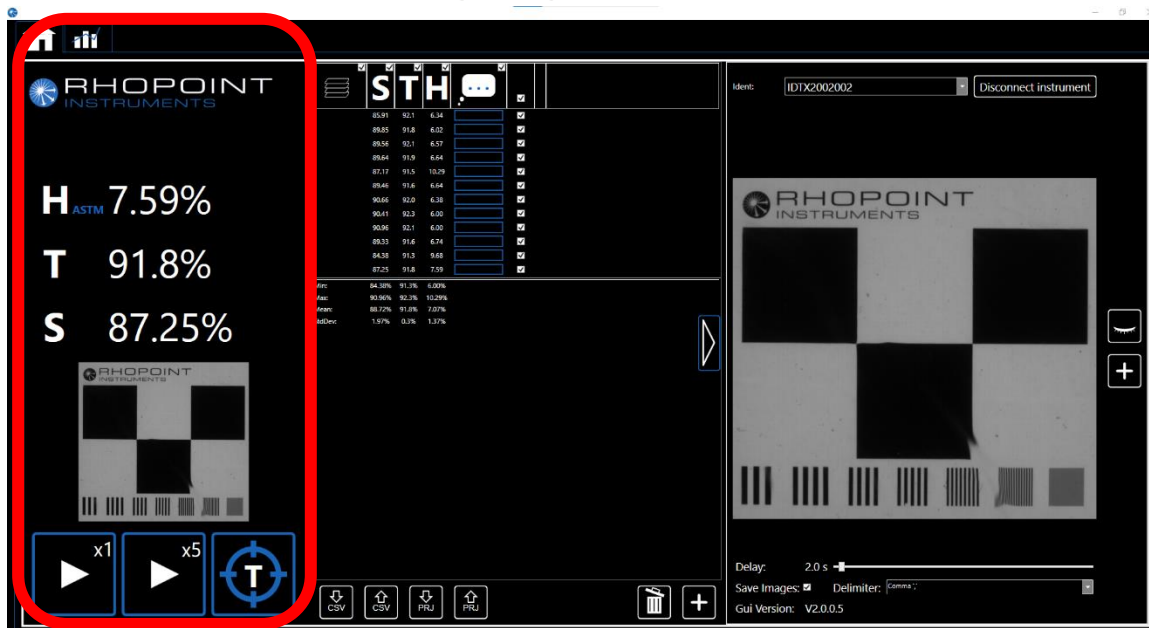 RHOPOINT
INSTRUMENTS
H ASTM 7.59%
T 91.8%
S 87.25%
RHOPOINT
INSTRUMENTS
x1 x5 T
S T H
85.91 92.1 6.34
89.85 91.8 6.02
89.56 92.1 6.57
89.64 91.9 6.64
87.17 91.5 10.29
89.46 91.6 6.64
90.66 92.0 6.38
90.41 92.3 6.00
90.96 92.1 6.00
89.33 91.6 6.74
84.38 91.3 9.68
87.25 91.8 7.59
84.38% 91.3% 6.00%
90.96% 92.3% 10.29%
88.72% 91.8% 7.07%
1.97% 0.3% 1.37%
CSV CSV PRJ PRJ
Ident: IDTX2002002 Disconnect instrument
RHOPOINT
INSTRUMENTS
Delay: 2.0 s
Save Images: Delimiter: Comma ','
Gui Version: V2.0.0.5